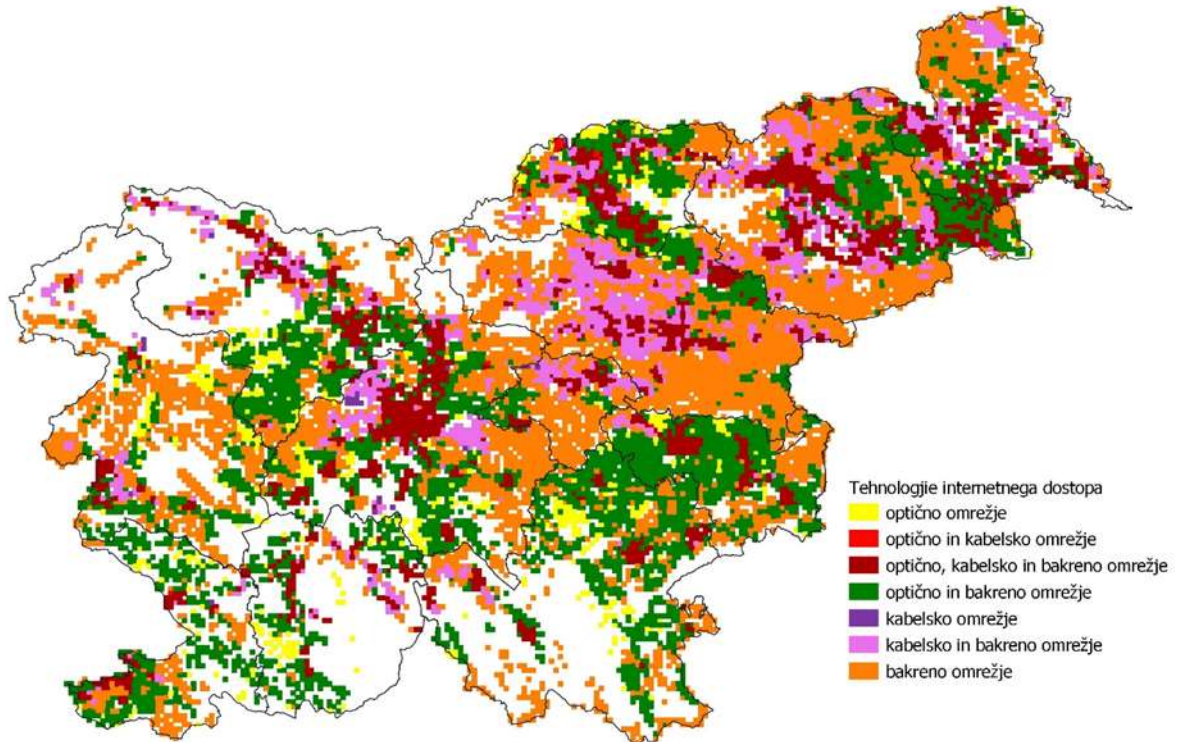 Tehnologjie internetnega dostopa
optično omrežje
optično in kabelsko omrežje
optično, kabelsko in bakreno omrežje
optično in bakreno omrežje
kabelsko omrežje
kabelsko in bakreno omrežje
bakreno omrežje